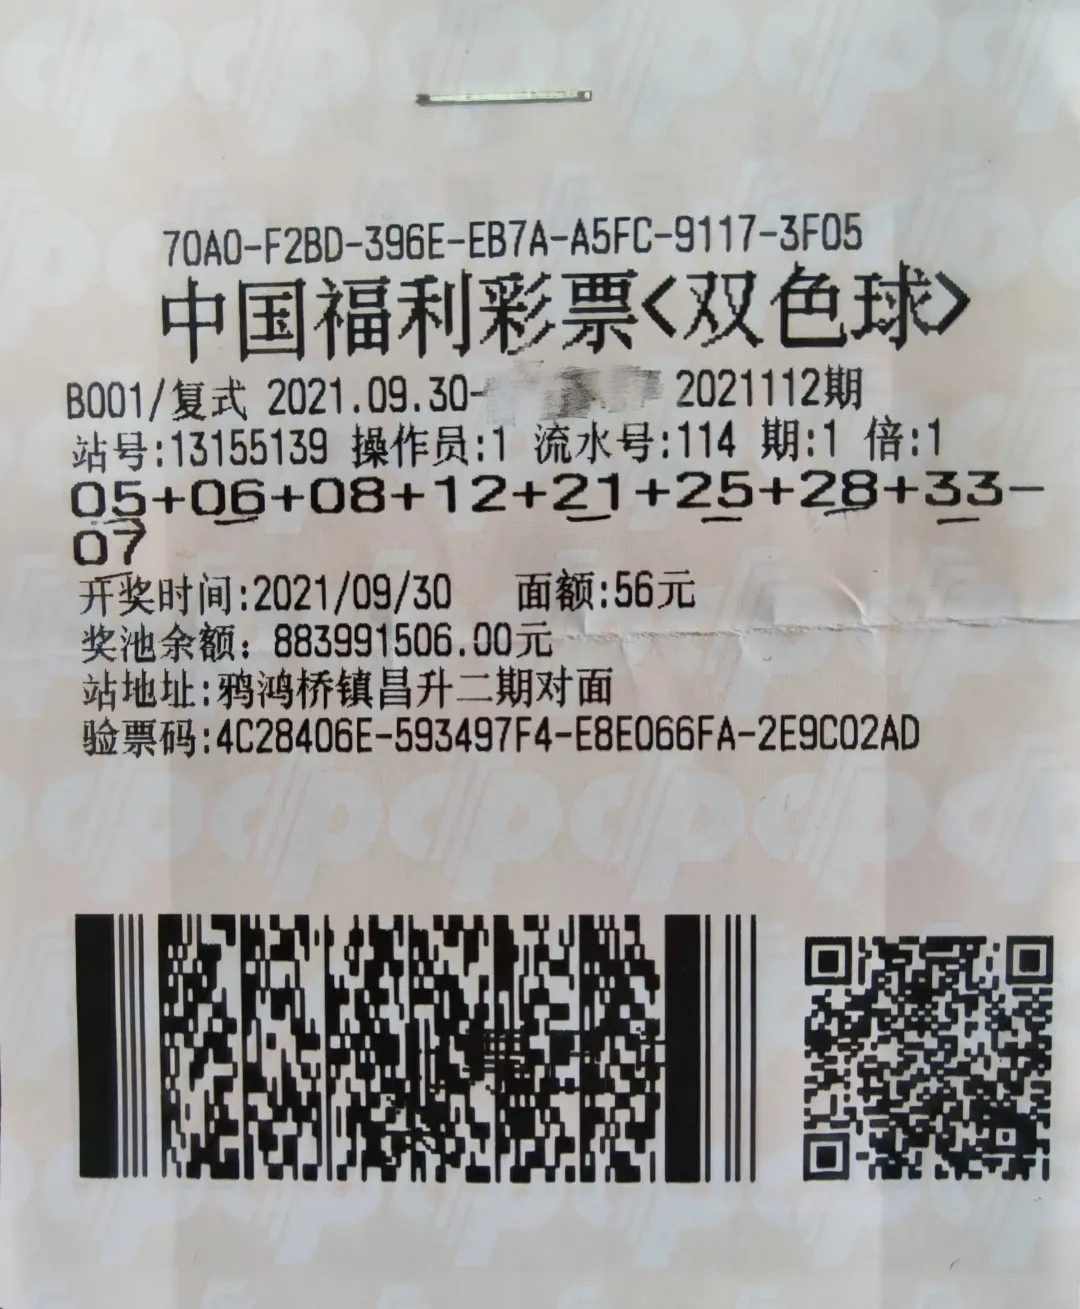 70A0-F2BD-396E-EB7A-A5FC-9117-3F05
中国福利彩票<双色球>
B001/复式 2021.09.30- 2021112期
站号:13155139 操作员:1 流水号:114 期:1 倍:1
05+06+08+12+21+25+28+33-
07
开奖时间:2021/09/30 面额:56元
奖池余额: 883991506.00元
站地址:鸦鸿桥镇昌升二期对面
验票码:4C28406E-593497F4-E8E066FA-2E9C02AD